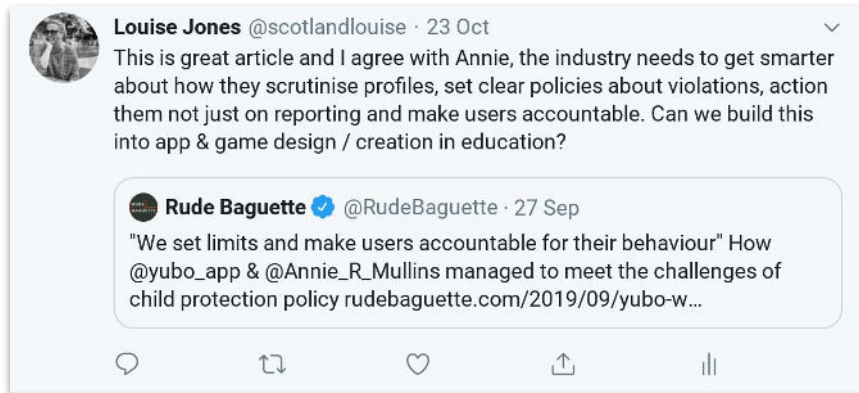 Louise Jones @scotlandlouise · 23 Oct
This is great article and I agree with Annie, the industry needs to get smarter
about how they scrutinise profiles, set clear policies about violations, action
them not just on reporting and make users accountable. Can we build this
into app & game design / creation in education?
Rude Baguette @RudeBaguette · 27 Sep
"We set limits and make users accountable for their behaviour" How
@yubo_app & @Annie_R_Mullins managed to meet the challenges of
child protection policy rudebaguette.com/2019/09/yubo-w...